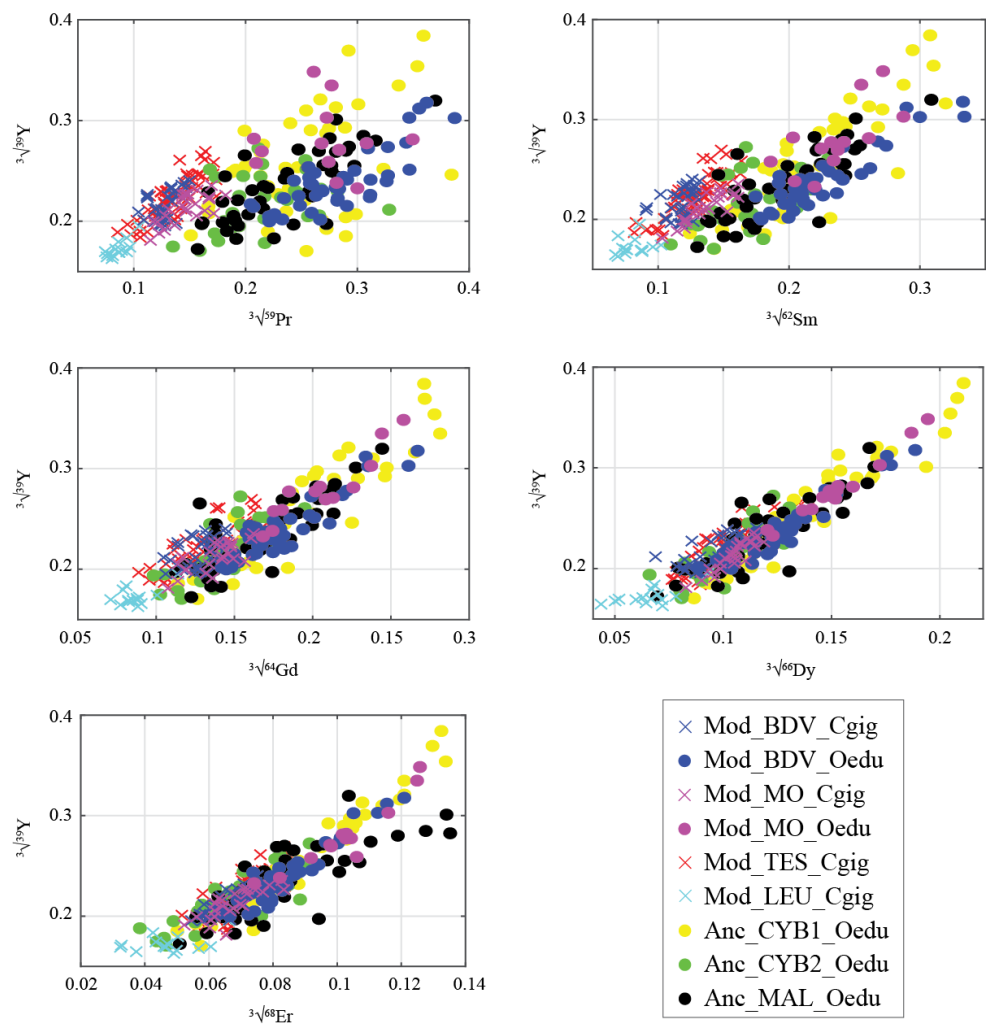 0.4
0.3
0.2
³√³⁹Y
0.1 0.2 0.3 0.4
³√⁵⁹Pr
0.4
0.3
0.2
³√³⁹Y
0.1 0.2 0.3
³√⁶²Sm
0.4
0.3
0.2
³√³⁹Y
0.05 0.1 0.15 0.2 0.15 0.3
³√⁶⁴Gd
0.4
0.3
0.2
³√³⁹Y
0.05 0.1 0.15 0.2
³√⁶⁶Dy
0.4
0.3
0.2
³√³⁹Y
0.02 0.04 0.06 0.08 0.1 0.12 0.14
³√⁶⁸Er
Mod_BDV_Cgig
Mod_BDV_Oedu
Mod_MO_Cgig
Mod_MO_Oedu
Mod_TES_Cgig
Mod_LEU_Cgig
Anc_CYB1_Oedu
Anc_CYB2_Oedu
Anc_MAL_Oedu